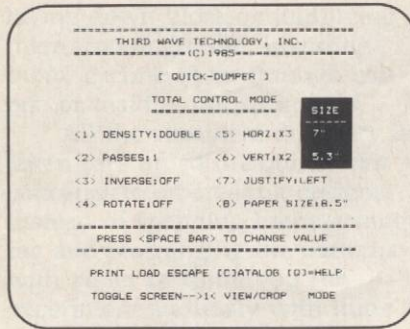 THIRD WAVE TECHNOLOGY, INC.
(C)1985
[ QUICK-DUMPER ]
TOTAL CONTROL MODE
SIZE
<1> DENSITY:DOUBLE <5> HORZ:X3 7"
<2> PASSES:1 <6> VERT:X2 5.3"
<3> INVERSE:OFF <7> JUSTIFY:LEFT
<4> ROTATE:OFF <8> PAPER SIZE:8.5"
PRESS <SPACE BAR> TO CHANGE VALUE
PRINT LOAD ESCAPE [C]ATALOG [Q]=HELP
TOGGLE SCREEN-->1< VIEW/CROP MODE